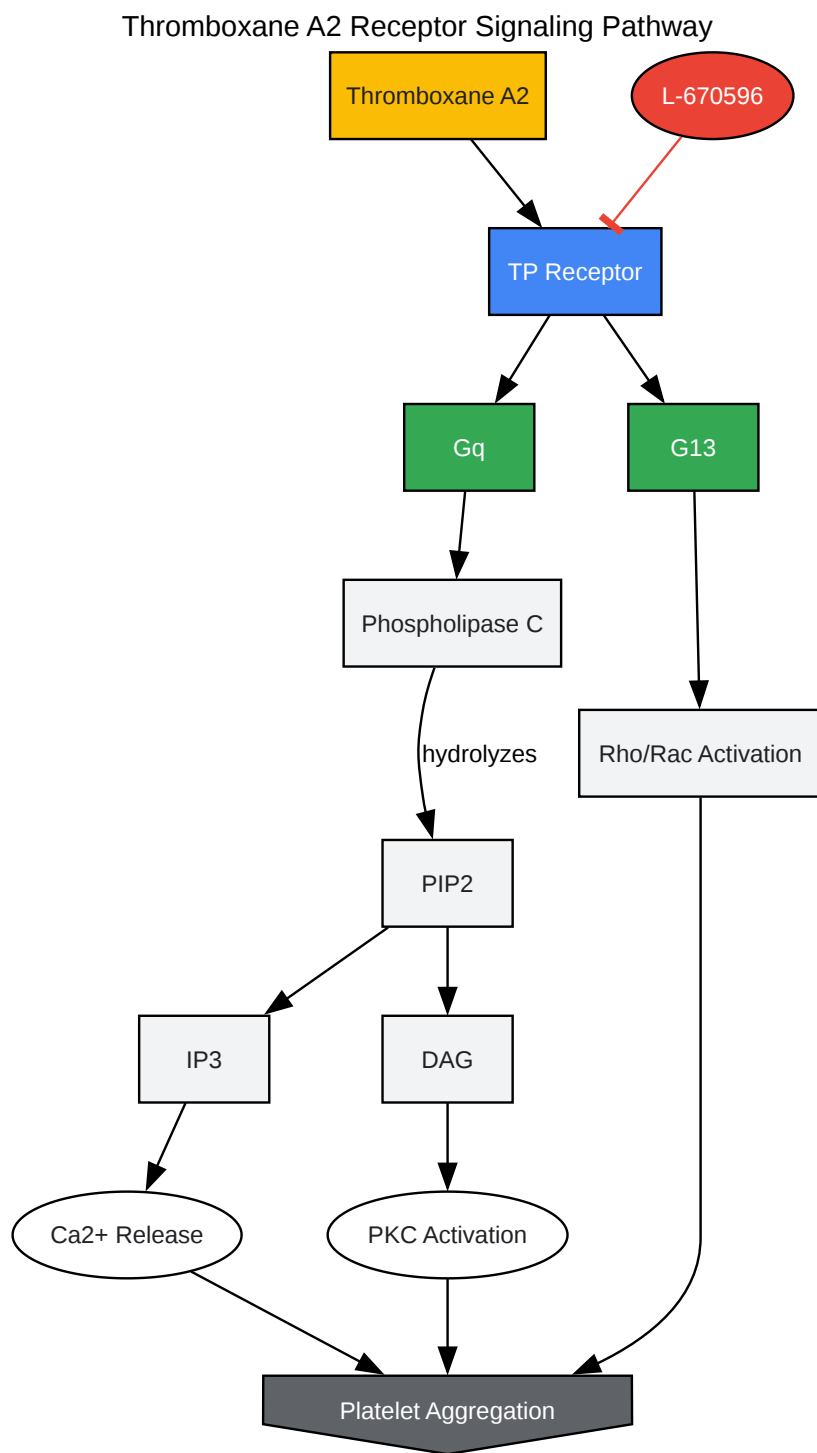 Thromboxane A2 Receptor Signaling Pathway
Thromboxane A2
L-670596
TP Receptor
Gq
G13
Phospholipase C
hydrolyzes
Rho/Rac Activation
PIP2
IP3
DAG
Ca2+ Release
PKC Activation
Platelet Aggregation